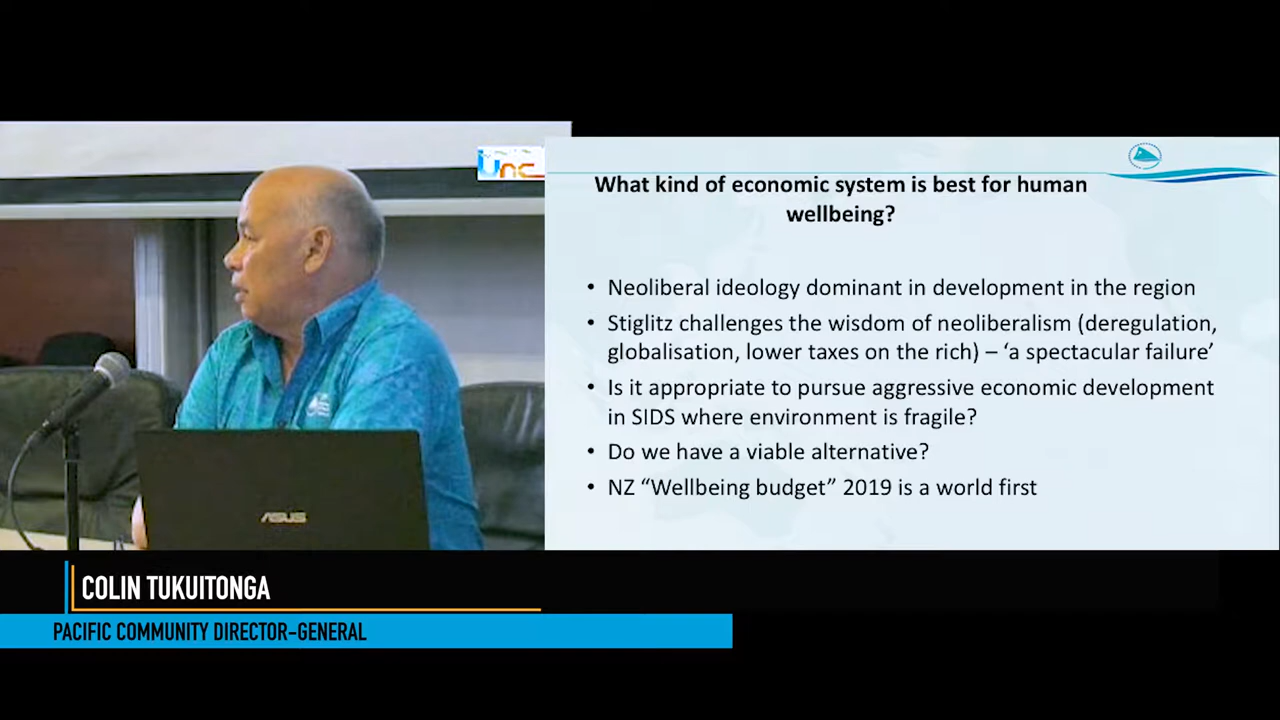 Unc
What kind of economic system is best for human
wellbeing?
• Neoliberal ideology dominant in development in the region
• Stiglitz challenges the wisdom of neoliberalism (deregulation,
globalisation, lower taxes on the rich) – ‘a spectacular failure’
• Is it appropriate to pursue aggressive economic development
in SIDS where environment is fragile?
• Do we have a viable alternative?
• NZ “Wellbeing budget” 2019 is a world first
ASUS
COLIN TUKUITONGA
PACIFIC COMMUNITY DIRECTOR-GENERAL